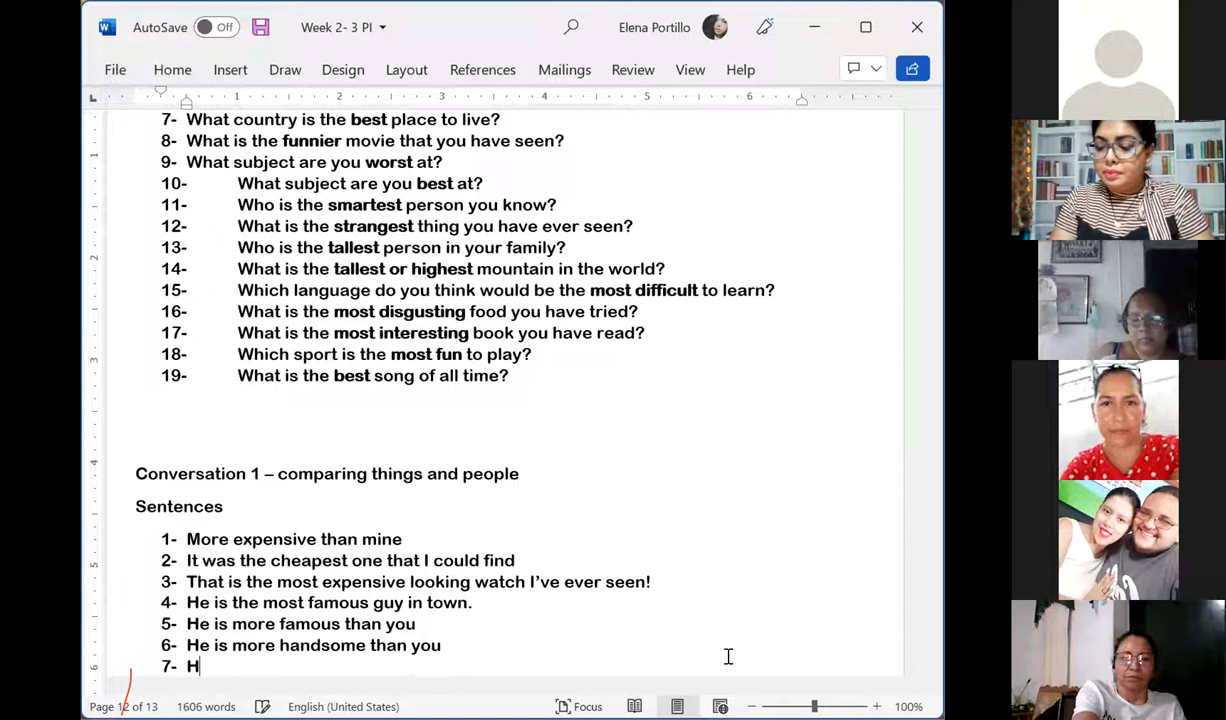 AutoSave Off Week 2- 3 PI Elena Portillo
File Home Insert Draw Design Layout References Mailings Review View Help
1 2 3 4 5 6
7- What country is the best place to live?
8- What is the funnier movie that you have seen?
9- What subject are you worst at?
10- What subject are you best at?
11- Who is the smartest person you know?
12- What is the strangest thing you have ever seen?
13- Who is the tallest person in your family?
14- What is the tallest or highest mountain in the world?
15- Which language do you think would be the most difficult to learn?
16- What is the most disgusting food you have tried?
17- What is the most interesting book you have read?
18- Which sport is the most fun to play?
19- What is the best song of all time?
Conversation 1 – comparing things and people
Sentences
1- More expensive than mine
2- It was the cheapest one that I could find
3- That is the most expensive looking watch I've ever seen!
4- He is the most famous guy in town.
5- He is more famous than you
6- He is more handsome than you
7- H
Page 12 of 13 1606 words English (United States) Focus 100%